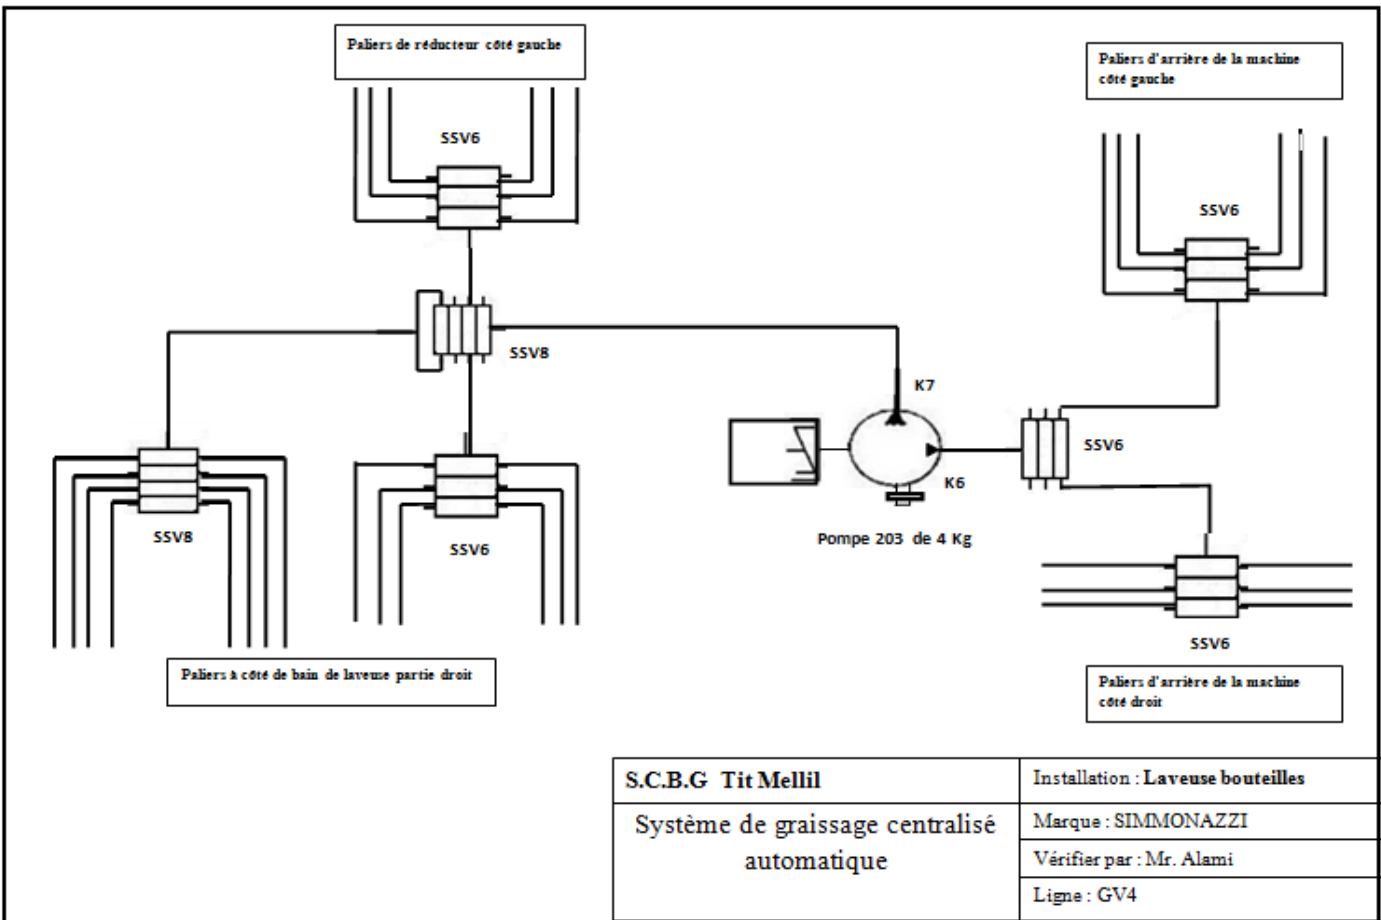 Paliers de réducteur côté gauche
Paliers d'arrière de la machine
côté gauche
SSV6
SSV6
SSV8
K7
SSV6
K6
SSV8
SSV6
Pompe 203 de 4 Kg
SSV6
Paliers à côté de bain de laveuse partie droit
Paliers d'arrière de la machine
côté droit
S.C.B.G Tit Mellil
Installation : Laveuse bouteilles
Système de graissage centralisé
automatique
Marque : SIMMONAZZI
Vérifier par : Mr. Alami
Ligne : GV4